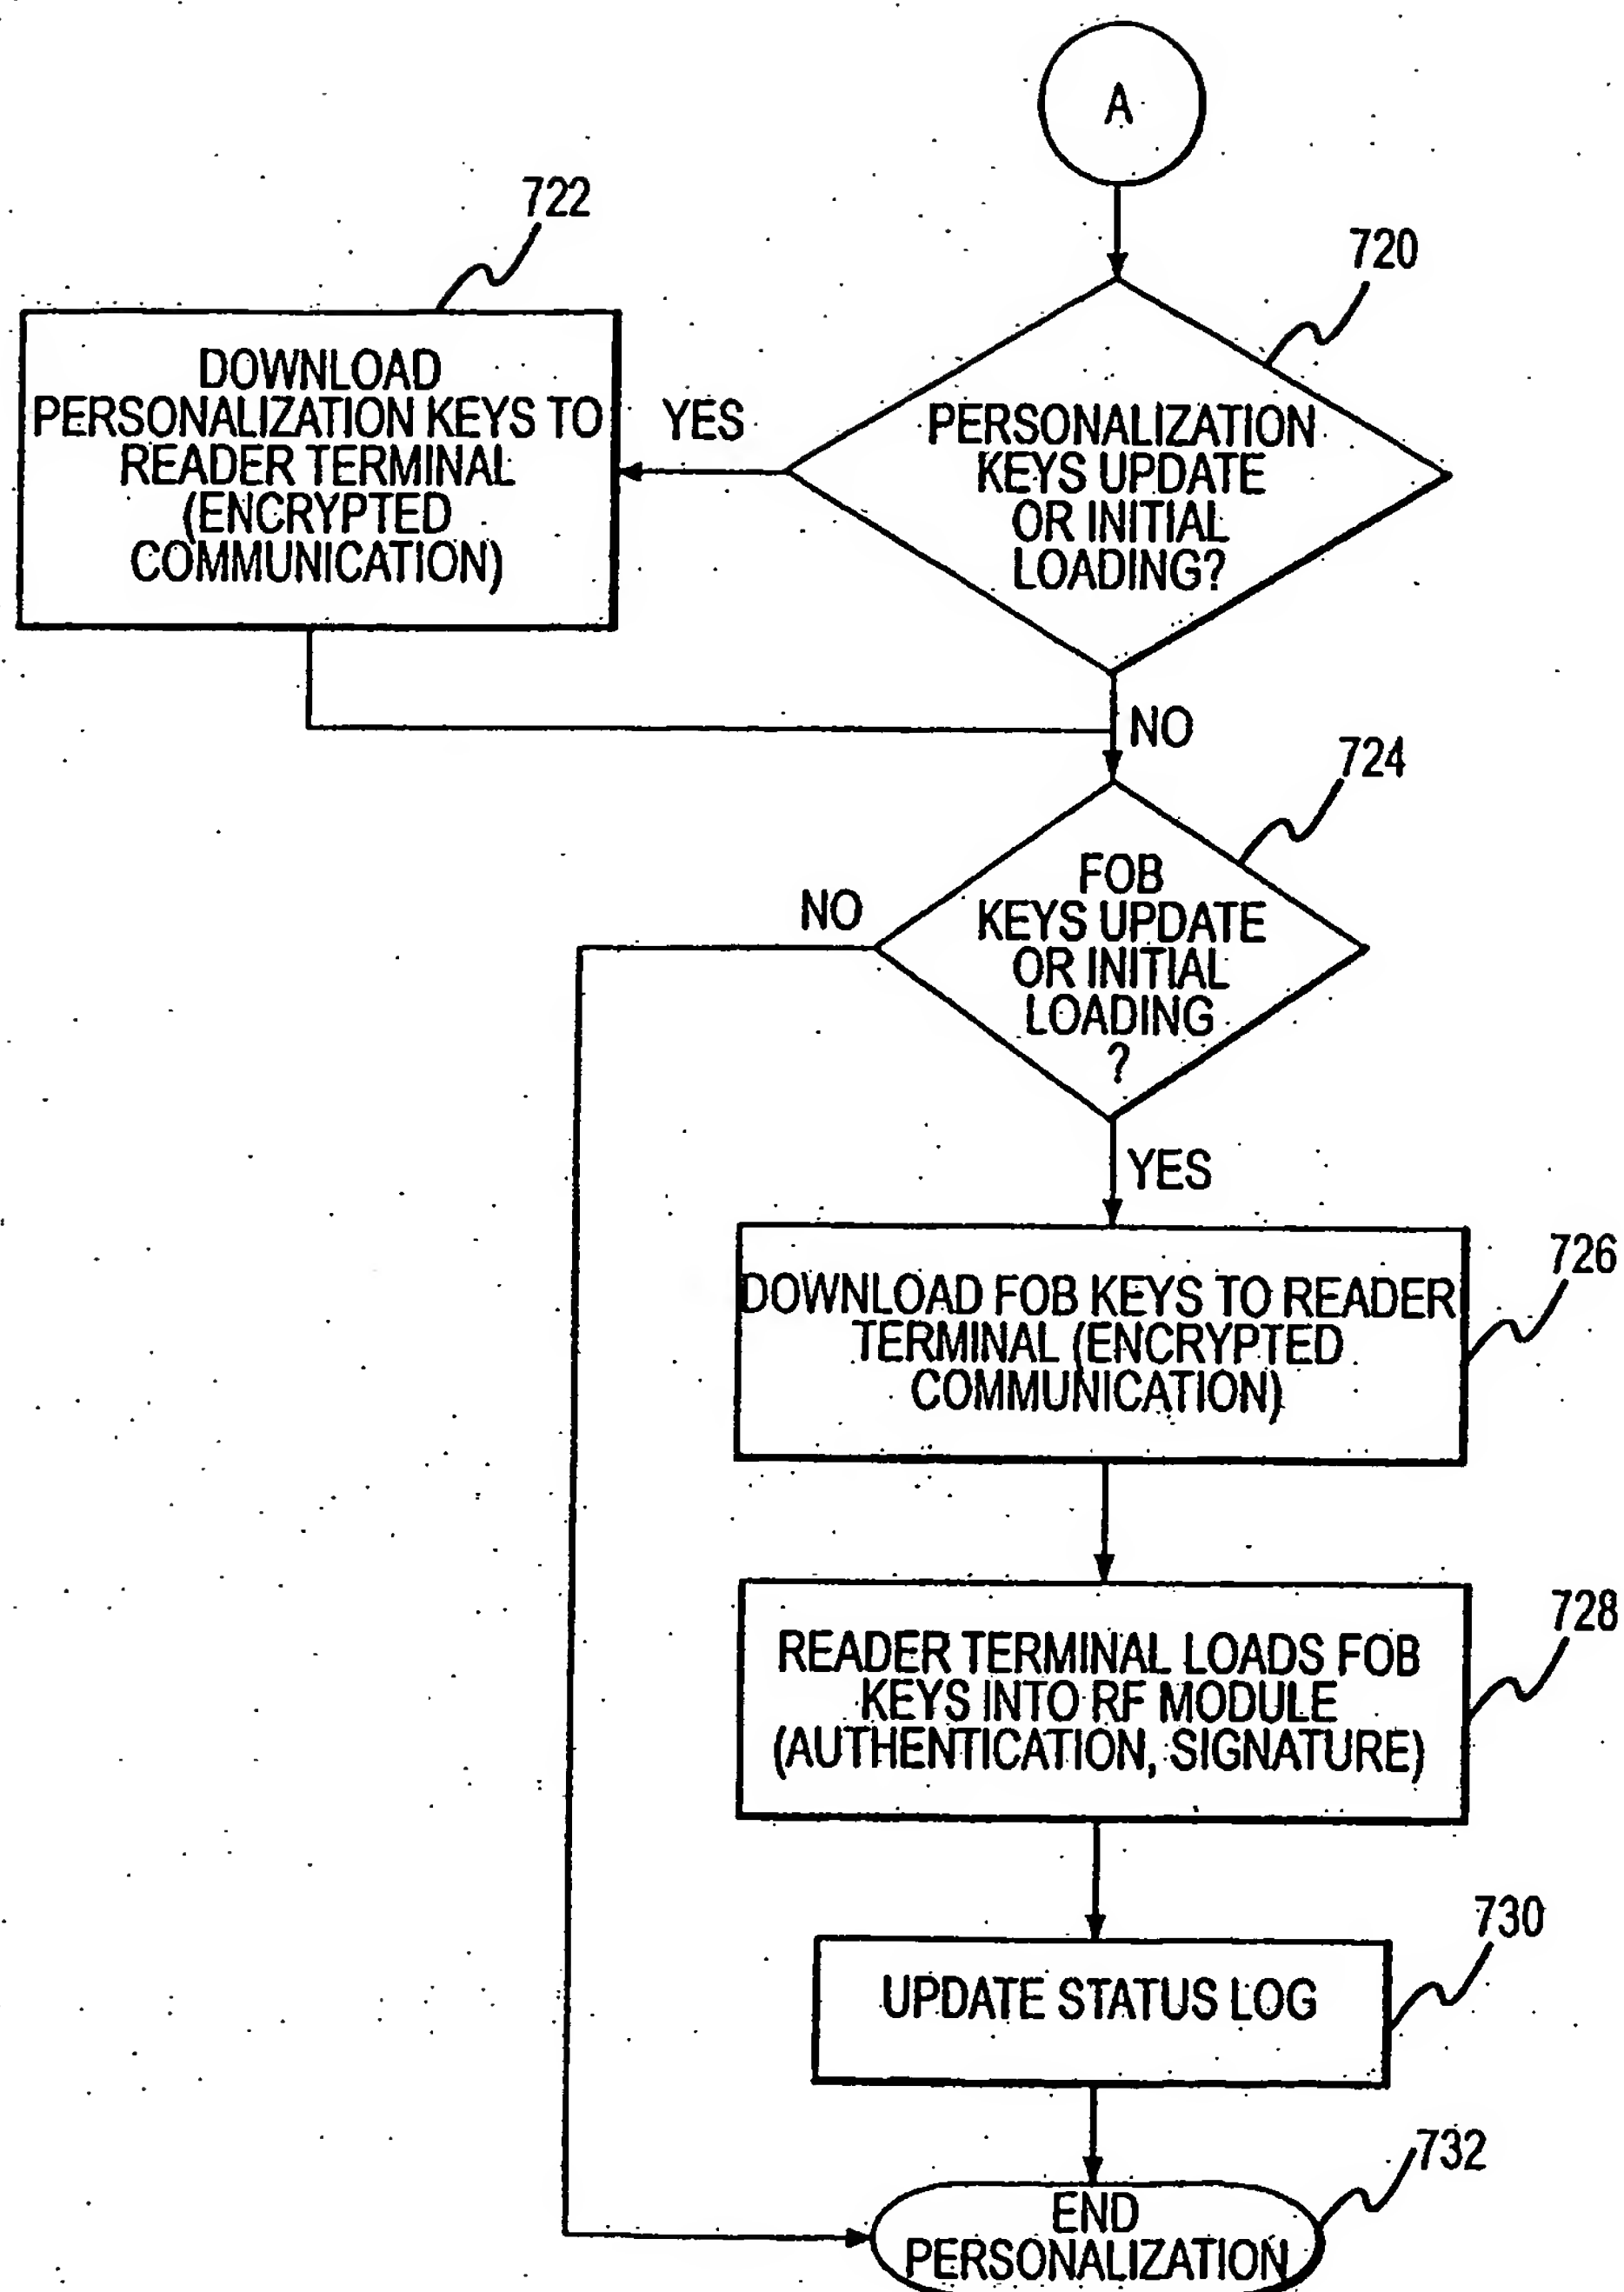 A
722
720
DOWNLOAD
PERSONALIZATION KEYS TO
READER TERMINAL
(ENCRYPTED
COMMUNICATION)
YES
PERSONALIZATION
KEYS UPDATE
OR INITIAL
LOADING?
NO
724
NO
FOB
KEYS UPDATE
OR INITIAL
LOADING
?
YES
726
DOWNLOAD FOB KEYS TO READER
TERMINAL (ENCRYPTED
COMMUNICATION)
728
READER TERMINAL LOADS FOB
KEYS INTO RF MODULE
(AUTHENTICATION, SIGNATURE)
730
UPDATE STATUS LOG
732
END
PERSONALIZATION